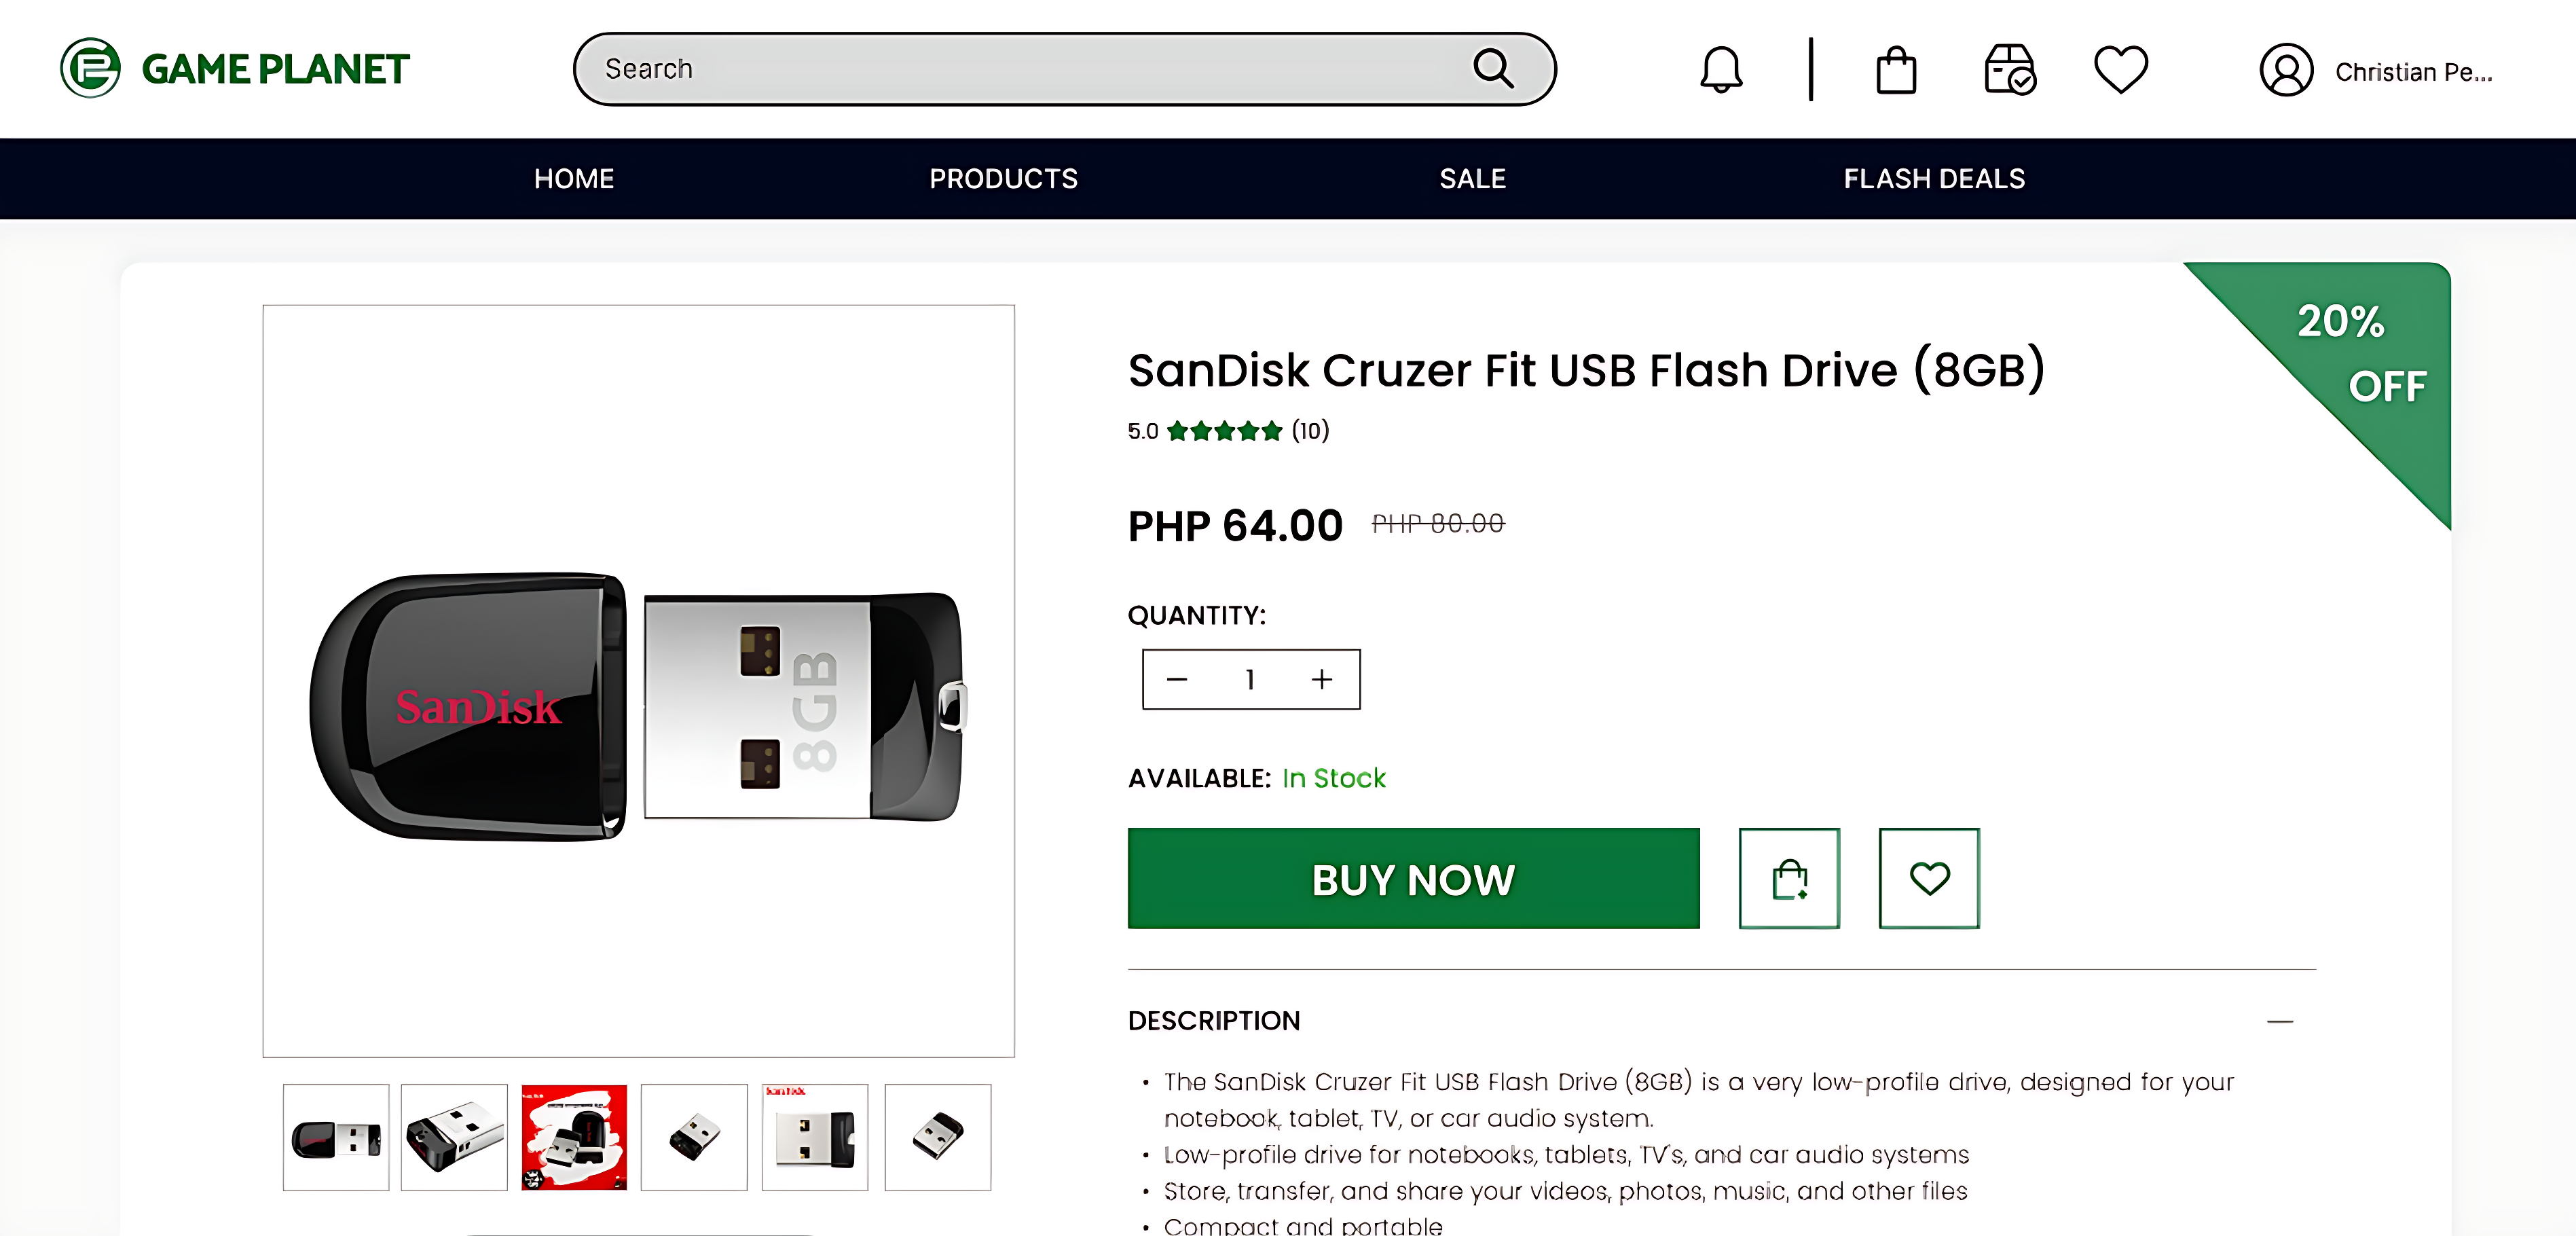 GAME PLANET
Search
Christian Pe...
HOME
PRODUCTS
SALE
FLASH DEALS
20%
OFF
SanDisk Cruzer Fit USB Flash Drive (8GB)
5.0 (10)
PHP 64.00 PHP 80.00
QUANTITY:
− 1 +
AVAILABLE: In Stock
BUY NOW
SanDisk
8GB
DESCRIPTION
• The SanDisk Cruzer Fit USB Flash Drive (8GB) is a very low-profile drive, designed for your
notebook, tablet, TV, or car audio system.
• Low-profile drive for notebooks, tablets, TV's, and car audio systems
• Store, transfer, and share your videos, photos, music, and other files
• Compact and portable
SanDisk